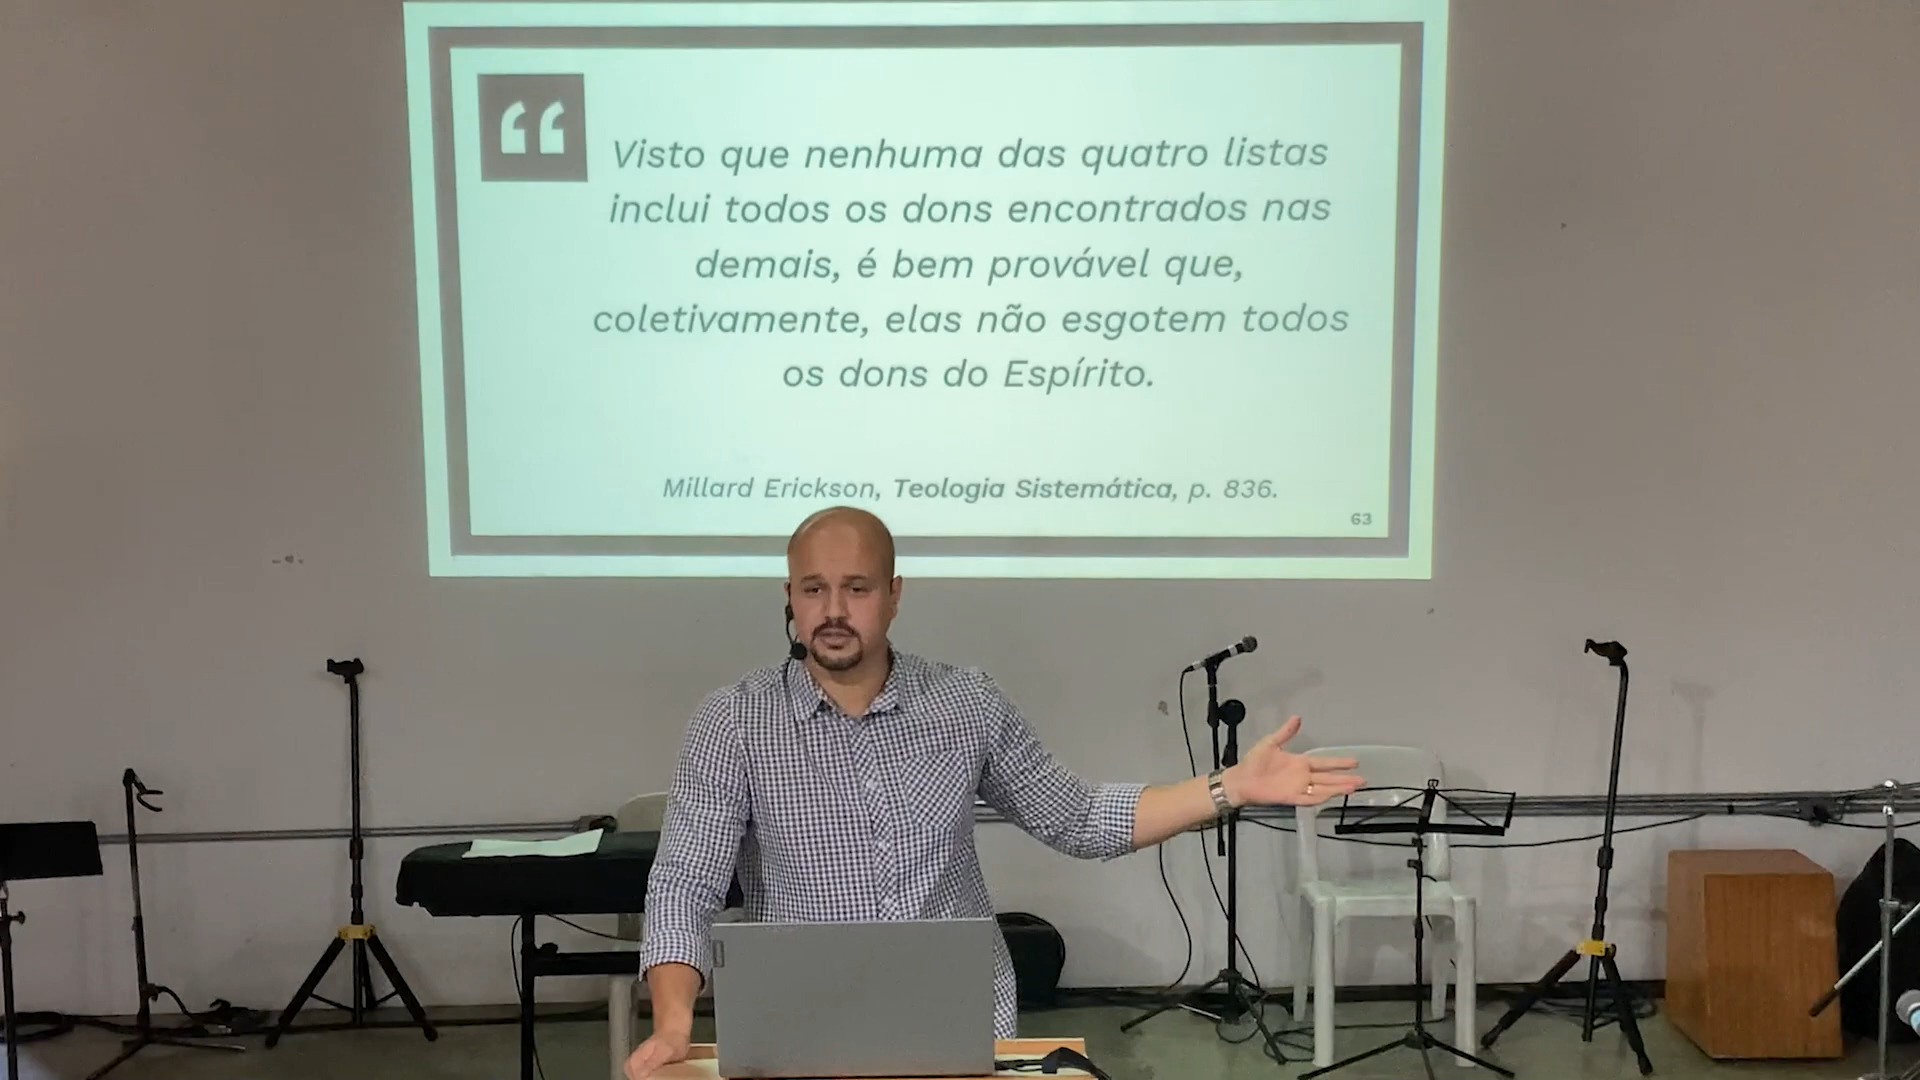 “
Visto que nenhuma das quatro listas
inclui todos os dons encontrados nas
demais, é bem provável que,
coletivamente, elas não esgotem todos
os dons do Espírito.
Millard Erickson, Teologia Sistemática, p. 836.
63